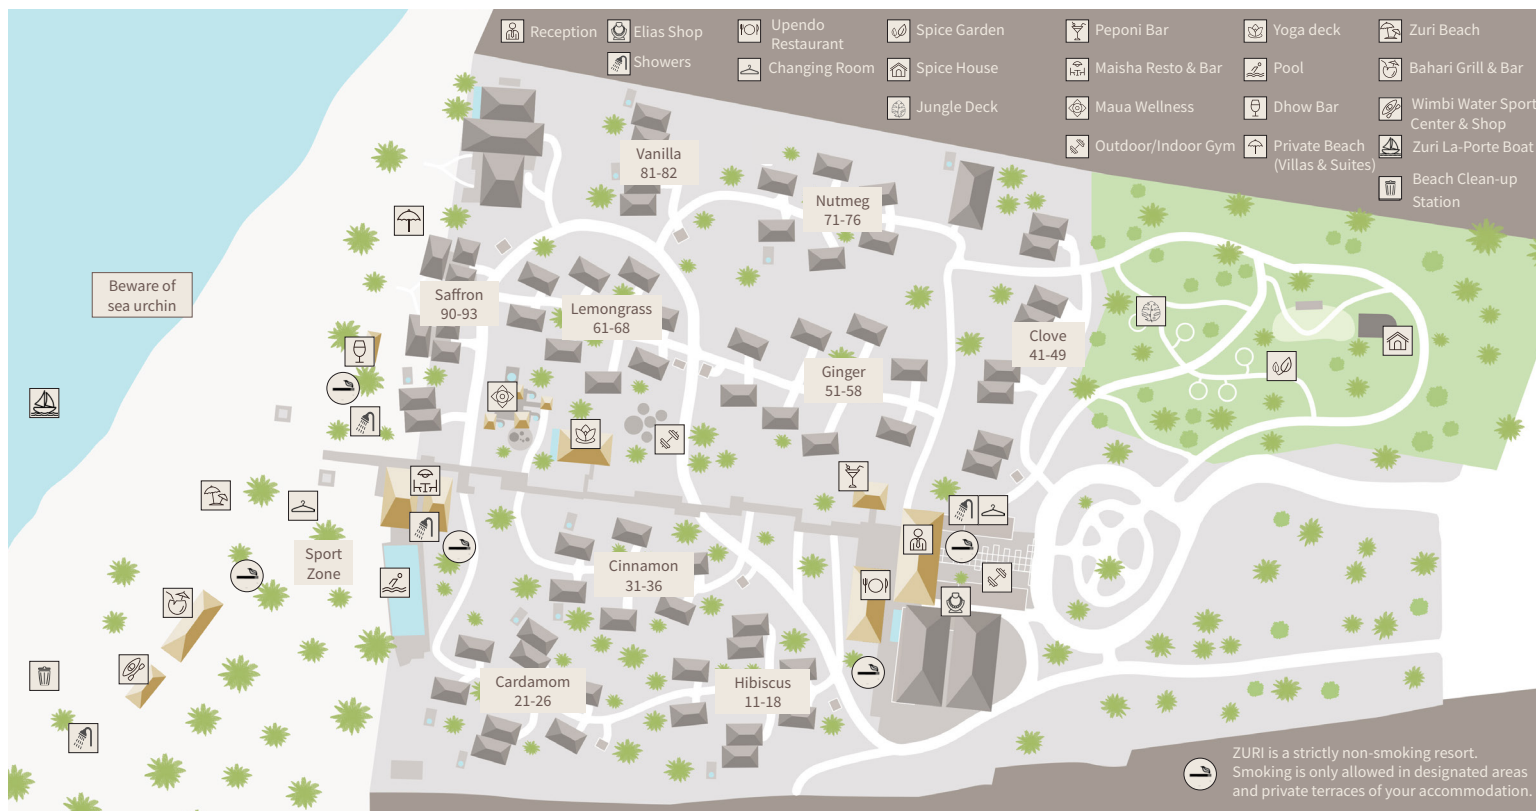 Reception
Elias Shop
Showers
Upendo
Restaurant
Changing Room
Spice Garden
Spice House
Jungle Deck
Peponi Bar
Maisha Resto & Bar
Maua Wellness
Outdoor/Indoor Gym
Yoga deck
Pool
Dhow Bar
Private Beach
(Villas & Suites)
Zuri Beach
Bahari Grill & Bar
Wimbi Water Sport
Center & Shop
Zuri La-Porte Boat
Beach Clean-up
Station
Vanilla
81-82
Nutmeg
71-76
Beware of
sea urchin
Saffron
90-93
Lemongrass
61-68
Clove
41-49
Ginger
51-58
Sport
Zone
Cinnamon
31-36
Cardamom
21-26
Hibiscus
11-18
ZURI is a strictly non-smoking resort.
Smoking is only allowed in designated areas
and private terraces of your accommodation.